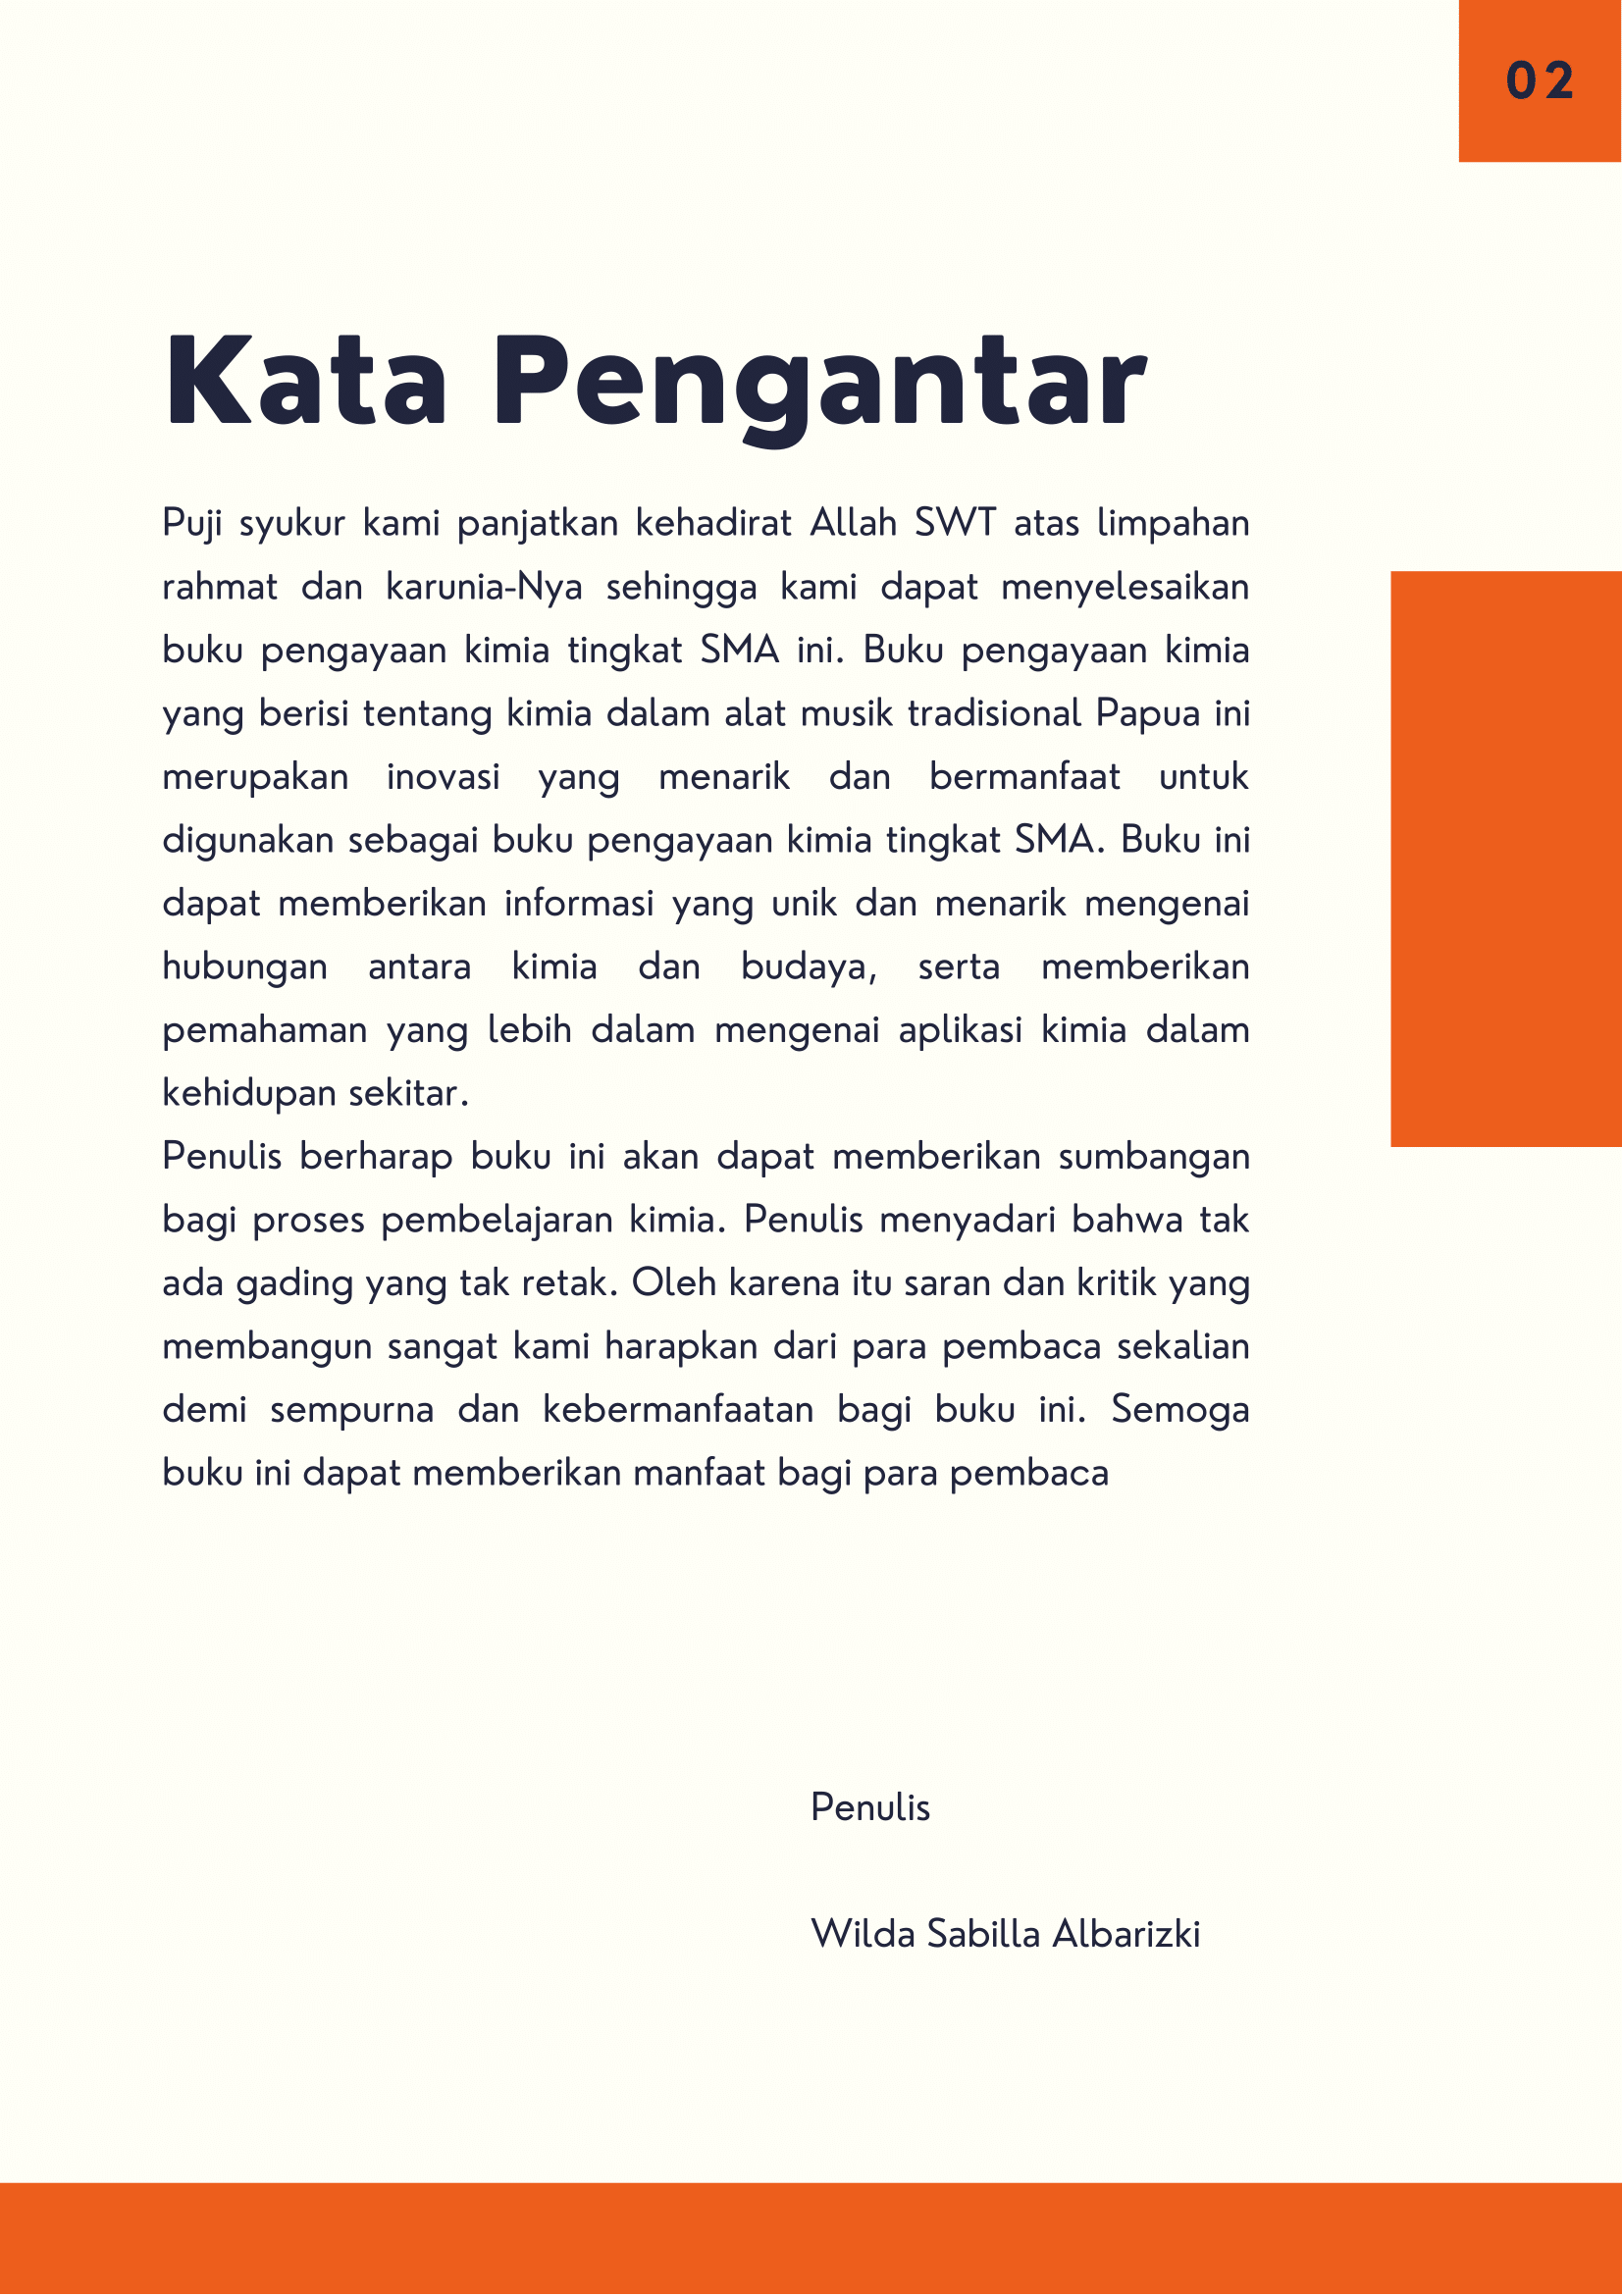 02
Kata Pengantar
Puji syukur kami panjatkan kehadirat Allah SWT atas limpahan
rahmat dan karunia-Nya sehingga kami dapat menyelesaikan
buku pengayaan kimia tingkat SMA ini. Buku pengayaan kimia
yang berisi tentang kimia dalam alat musik tradisional Papua ini
merupakan inovasi yang menarik dan bermanfaat untuk
digunakan sebagai buku pengayaan kimia tingkat SMA. Buku ini
dapat memberikan informasi yang unik dan menarik mengenai
hubungan antara kimia dan budaya, serta memberikan
pemahaman yang lebih dalam mengenai aplikasi kimia dalam
kehidupan sekitar.
Penulis berharap buku ini akan dapat memberikan sumbangan
bagi proses pembelajaran kimia. Penulis menyadari bahwa tak
ada gading yang tak retak. Oleh karena itu saran dan kritik yang
membangun sangat kami harapkan dari para pembaca sekalian
demi sempurna dan kebermanfaatan bagi buku ini. Semoga
buku ini dapat memberikan manfaat bagi para pembaca
Penulis
Wilda Sabilla Albarizki